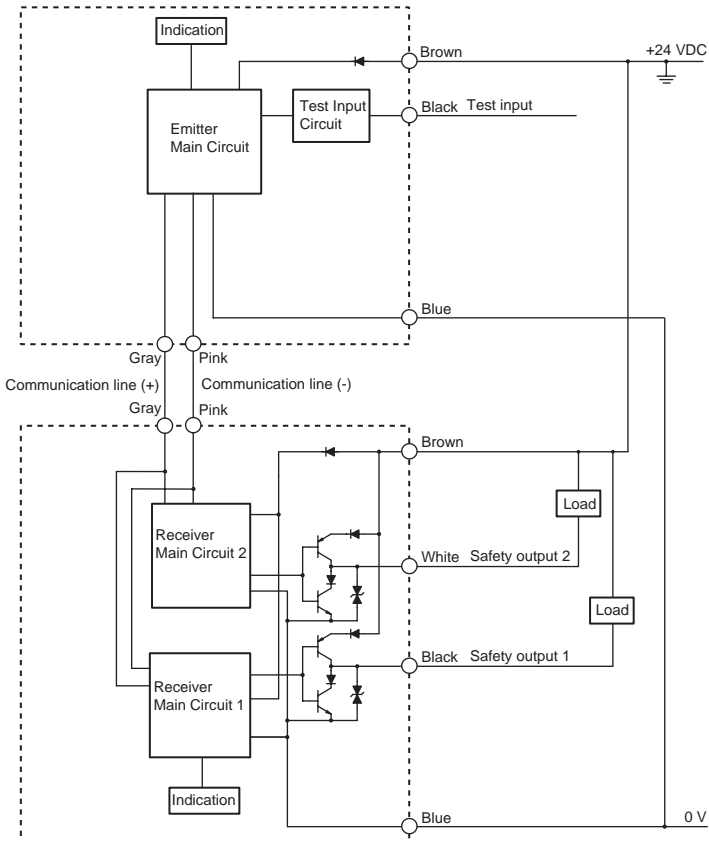 Indication
Brown
+24 VDC
Emitter
Main Circuit
Test Input
Circuit
Black Test input
Blue
Gray
Pink
Communication line (+)
Communication line (-)
Gray
Pink
Brown
Load
Receiver
Main Circuit 2
White Safety output 2
Load
Black Safety output 1
Receiver
Main Circuit 1
Indication
Blue
0 V